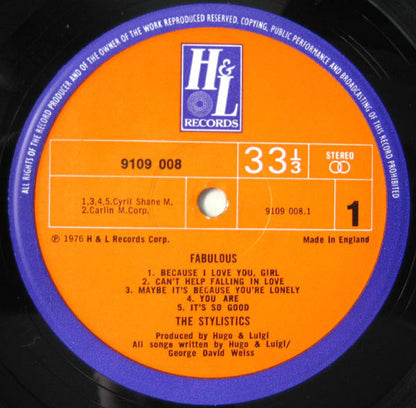 ALL RIGHTS OF THE RECORD PRODUCER AND OF THE OWNER OF THE WORK REPRODUCED RESERVED. COPYING, PUBLIC PERFORMANCE AND BROADCASTING OF THIS RECORD PROHIBITED
H&L
RECORDS
9109 008
33 1/3
STEREO
1,3,4,5.Cyril Shane M.
2.Carlin M.Corp.
9109 008.1
1
℗ 1976 H & L Records Corp.
Made In England
FABULOUS
1. BECAUSE I LOVE YOU, GIRL
2. CAN'T HELP FALLING IN LOVE
3. MAYBE IT'S BECAUSE YOU'RE LONELY
4. YOU ARE
5. IT'S SO GOOD
THE STYLISTICS
Produced by Hugo & Luigi
All songs written by Hugo & Luigi/
George David Weiss